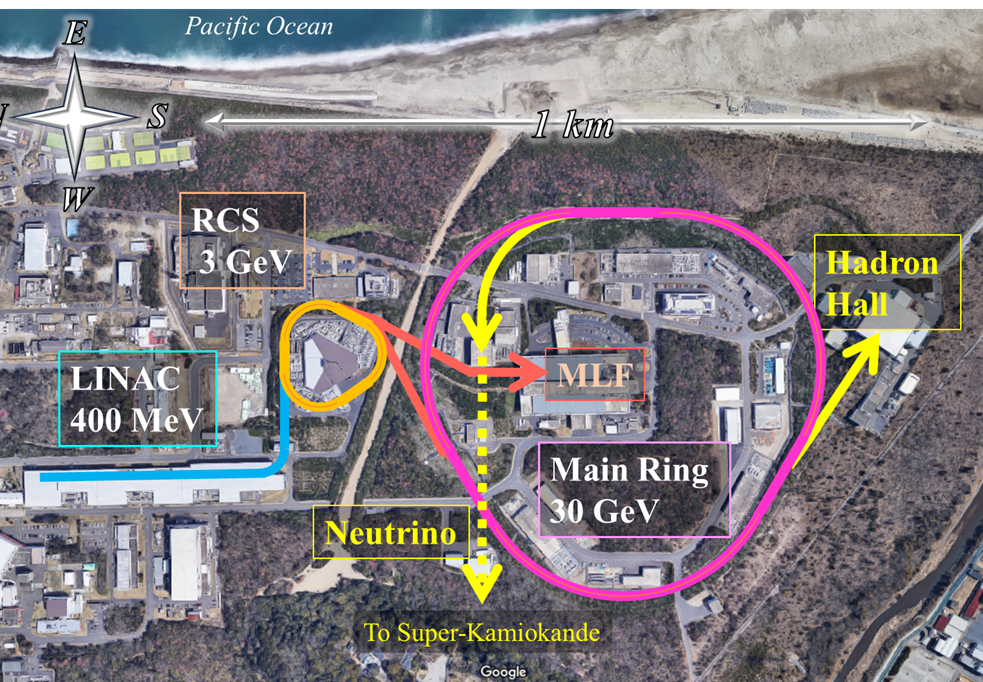 Pacific Ocean
E
S
W
1 km
RCS
3 GeV
Hadron
Hall
LINAC
400 MeV
MLF
Main Ring
30 GeV
Neutrino
To Super-Kamiokande
Google